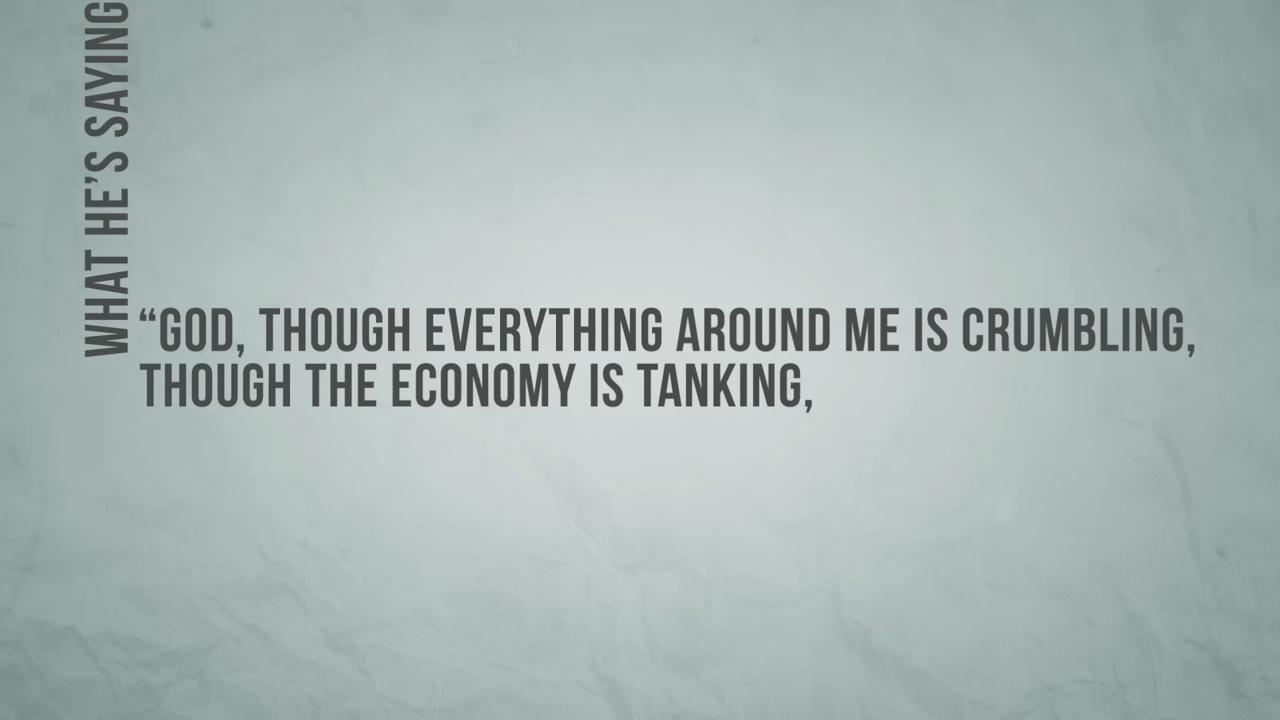 WHAT HE'S SAYING
“GOD, THOUGH EVERYTHING AROUND ME IS CRUMBLING,
THOUGH THE ECONOMY IS TANKING,